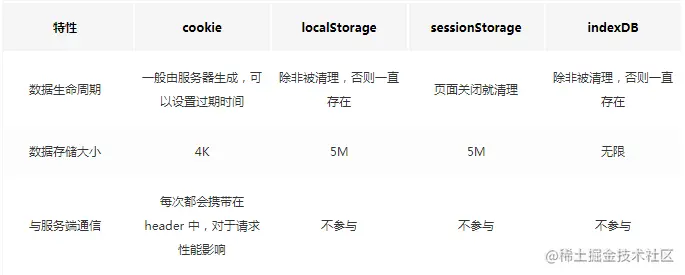 特性 cookie localStorage sessionStorage indexDB
数据生命周期 一般由服务器生成，可以设置过期时间 除非被清理，否则一直存在 页面关闭就清理 除非被清理，否则一直存在
数据存储大小 4K 5M 5M 无限
与服务端通信 每次都会携带在 header 中，对于请求性能影响 不参与 不参与 不参与
@稀土掘金技术社区